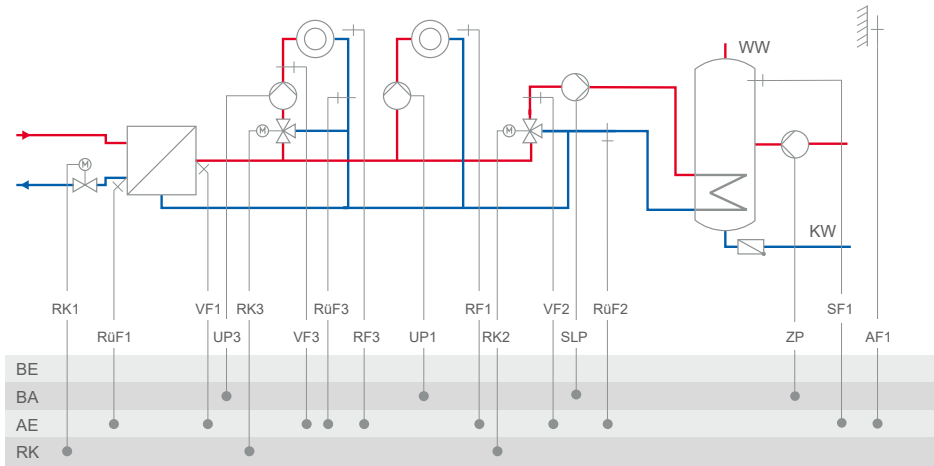 WW
M
M
M
KW
RK1 VF1 RK3 RüF3 RF1 VF2 RüF2 SF1
RüF1 UP3 VF3 RF3 UP1 RK2 SLP ZP AF1
BE
BA
AE
RK